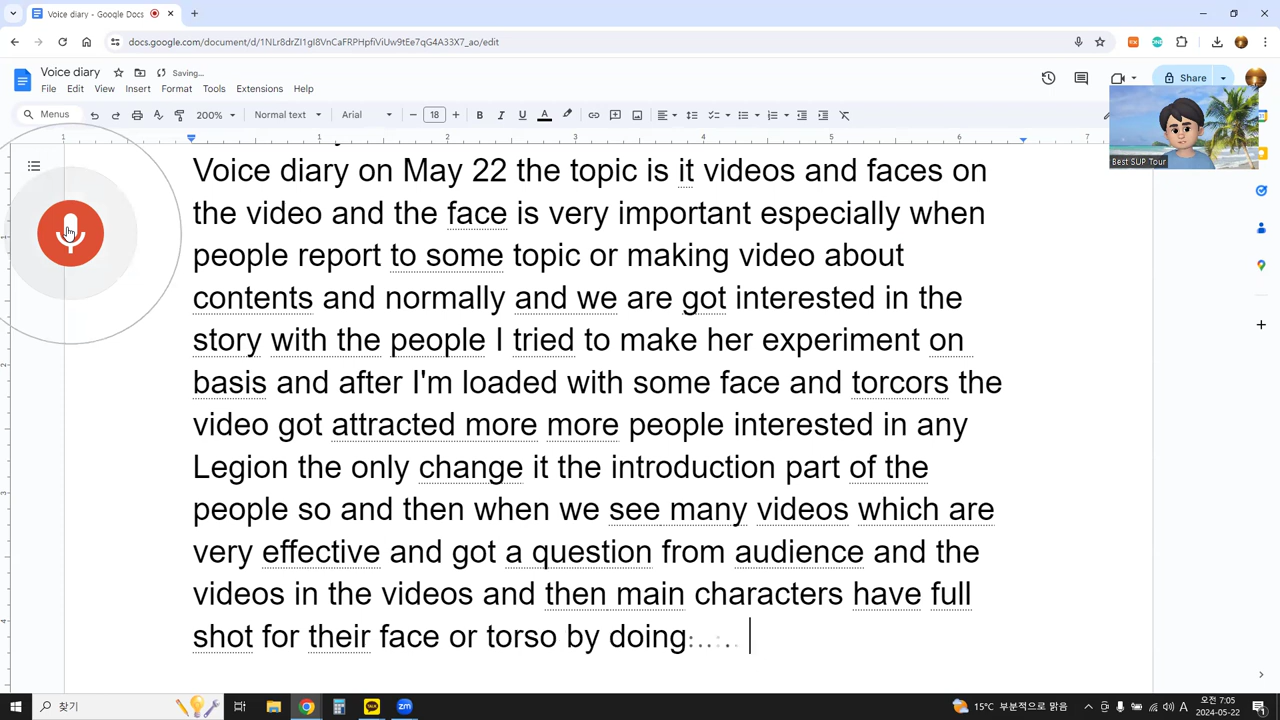 Voice diary - Google Docs
docs.google.com/document/d/1NLr8drZI1gI8VnCaFRPHpfiViUw9tEe7qG4A33X7_ao/edit
Voice diary
Saving...
File Edit View Insert Format Tools Extensions Help
Share
Menus
200%
Normal text
Arial
18
Best SUP Tour
1 1 2 3 4 5 6 7
Voice diary on May 22 the topic is it videos and faces on
the video and the face is very important especially when
people report to some topic or making video about
contents and normally and we are got interested in the
story with the people I tried to make her experiment on
basis and after I'm loaded with some face and torcors the
video got attracted more more people interested in any
Legion the only change it the introduction part of the
people so and then when we see many videos which are
very effective and got a question from audience and the
videos in the videos and then main characters have full
shot for their face or torso by doing
찾기
15°C 부분적으로 맑음
A
오전 7:05
2024-05-22